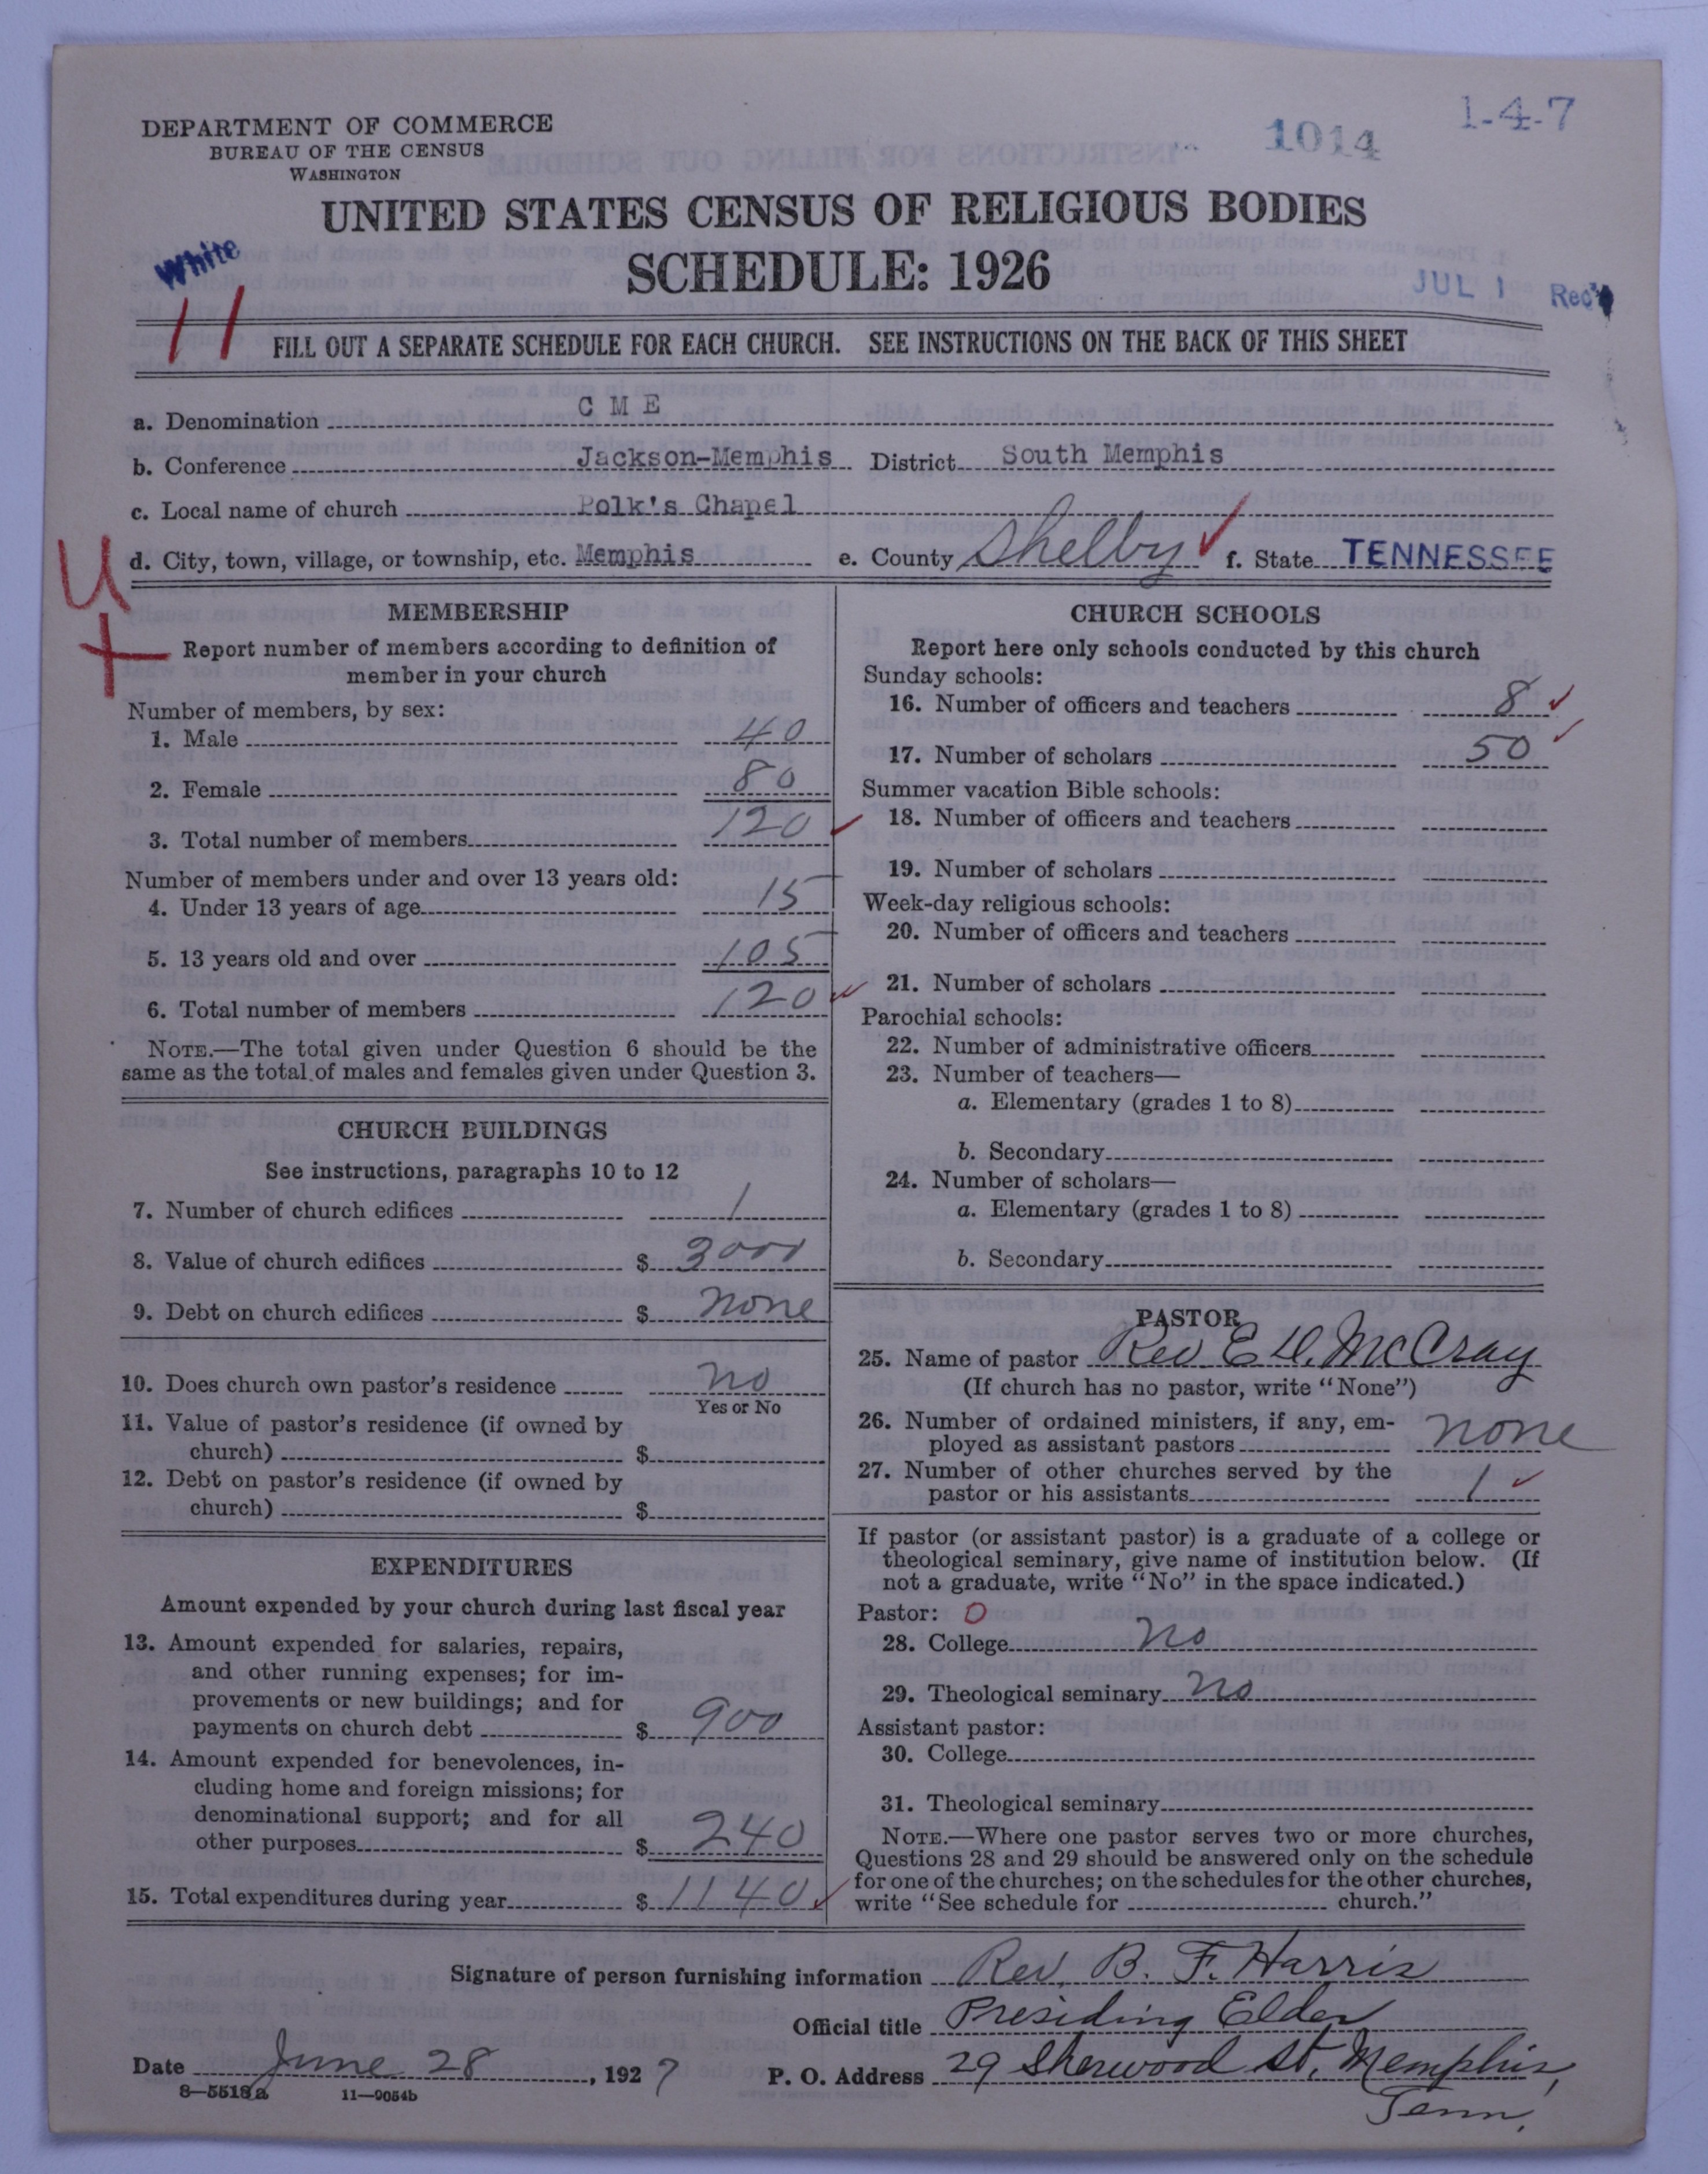 DEPARTMENT OF COMMERCE
BUREAU OF THE CENSUS
WASHINGTON
1014
1-4-7
UNITED STATES CENSUS OF RELIGIOUS BODIES
White
SCHEDULE: 1926
JUL 1 Rec'd
11
FILL OUT A SEPARATE SCHEDULE FOR EACH CHURCH. SEE INSTRUCTIONS ON THE BACK OF THIS SHEET
a. Denomination C M E
b. Conference Jackson-Memphis District South Memphis
c. Local name of church Polk's Chapel
d. City, town, village, or township, etc. Memphis e. County Shelby f. State TENNESSEE
U
MEMBERSHIP
Report number of members according to definition of
member in your church
Number of members, by sex:
1. Male 40
2. Female 80
3. Total number of members 120
Number of members under and over 13 years old:
4. Under 13 years of age 15
5. 13 years old and over 105
6. Total number of members 120
NOTE.—The total given under Question 6 should be the
same as the total of males and females given under Question 3.
CHURCH BUILDINGS
See instructions, paragraphs 10 to 12
7. Number of church edifices 1
8. Value of church edifices $ 3000
9. Debt on church edifices $ none
10. Does church own pastor's residence no
Yes or No
11. Value of pastor's residence (if owned by
church) $
12. Debt on pastor's residence (if owned by
church) $
EXPENDITURES
Amount expended by your church during last fiscal year
13. Amount expended for salaries, repairs,
and other running expenses; for im-
provements or new buildings; and for
payments on church debt $ 900
14. Amount expended for benevolences, in-
cluding home and foreign missions; for
denominational support; and for all
other purposes $ 240
15. Total expenditures during year $ 1140
CHURCH SCHOOLS
Report here only schools conducted by this church
Sunday schools:
16. Number of officers and teachers 8
17. Number of scholars 50
Summer vacation Bible schools:
18. Number of officers and teachers
19. Number of scholars
Week-day religious schools:
20. Number of officers and teachers
21. Number of scholars
Parochial schools:
22. Number of administrative officers
23. Number of teachers—
a. Elementary (grades 1 to 8)
b. Secondary
24. Number of scholars—
a. Elementary (grades 1 to 8)
b. Secondary
PASTOR
25. Name of pastor Rev E D. McCray
(If church has no pastor, write "None")
26. Number of ordained ministers, if any, em-
ployed as assistant pastors none
27. Number of other churches served by the
pastor or his assistants 1
If pastor (or assistant pastor) is a graduate of a college or
theological seminary, give name of institution below. (If
not a graduate, write "No" in the space indicated.)
Pastor: 0
28. College no
29. Theological seminary no
Assistant pastor:
30. College
31. Theological seminary
NOTE.—Where one pastor serves two or more churches,
Questions 28 and 29 should be answered only on the schedule
for one of the churches; on the schedules for the other churches,
write "See schedule for church."
Signature of person furnishing information Rev. B. F. Harris
Official title Presiding Elder
Date June 28, 1927 P. O. Address 29 Sherwood St, Memphis,
Tenn.
8—5518a 11—9054b